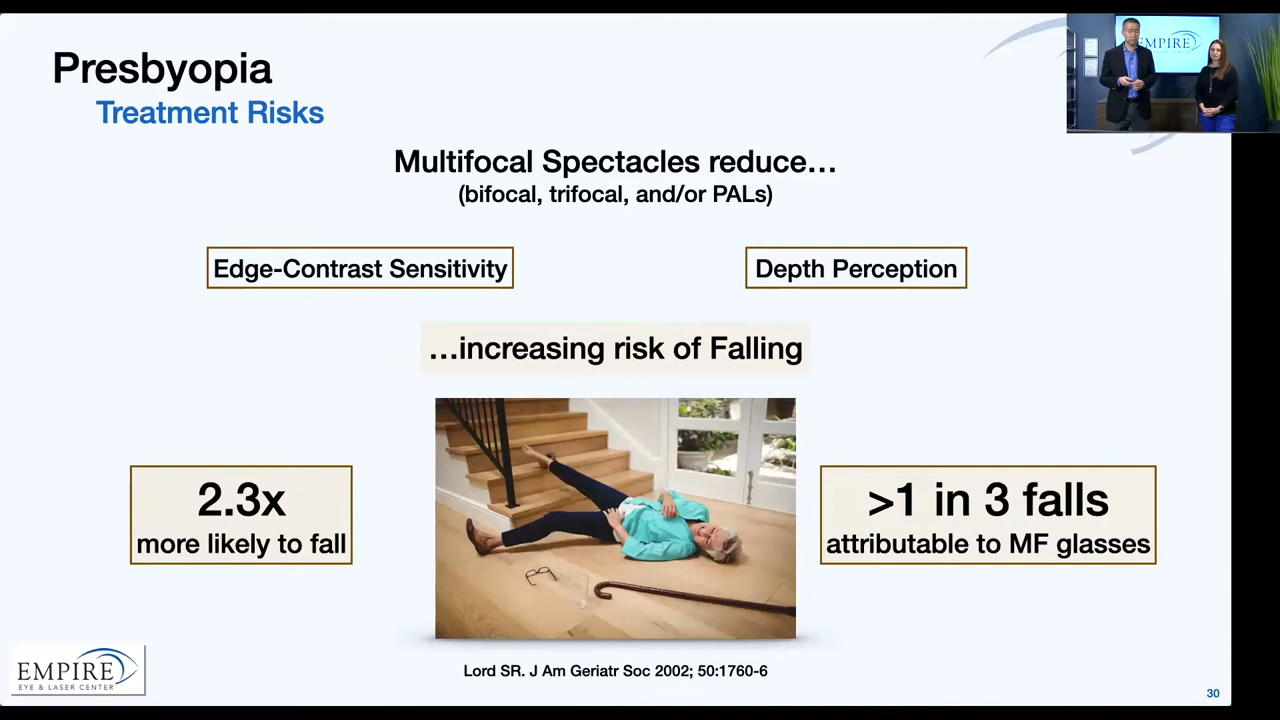 Presbyopia
Treatment Risks
EMPIRE
Multifocal Spectacles reduce…
(bifocal, trifocal, and/or PALs)
Edge-Contrast Sensitivity
Depth Perception
…increasing risk of Falling
2.3x
more likely to fall
>1 in 3 falls
attributable to MF glasses
Lord SR. J Am Geriatr Soc 2002; 50:1760-6
EMPIRE
EYE & LASER CENTER
30